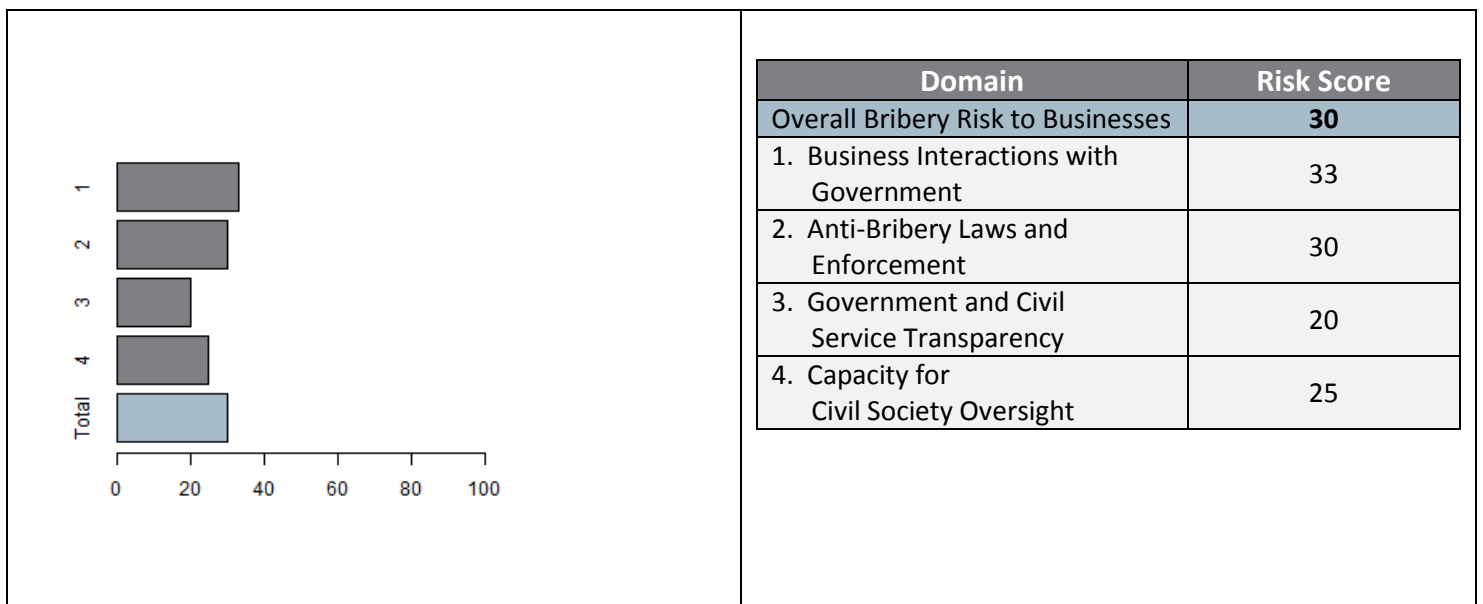 1
2
3
4
Total
0 20 40 60 80 100
Domain Risk Score
Overall Bribery Risk to Businesses 30
1. Business Interactions with
Government 33
2. Anti-Bribery Laws and
Enforcement 30
3. Government and Civil
Service Transparency 20
4. Capacity for
Civil Society Oversight 25